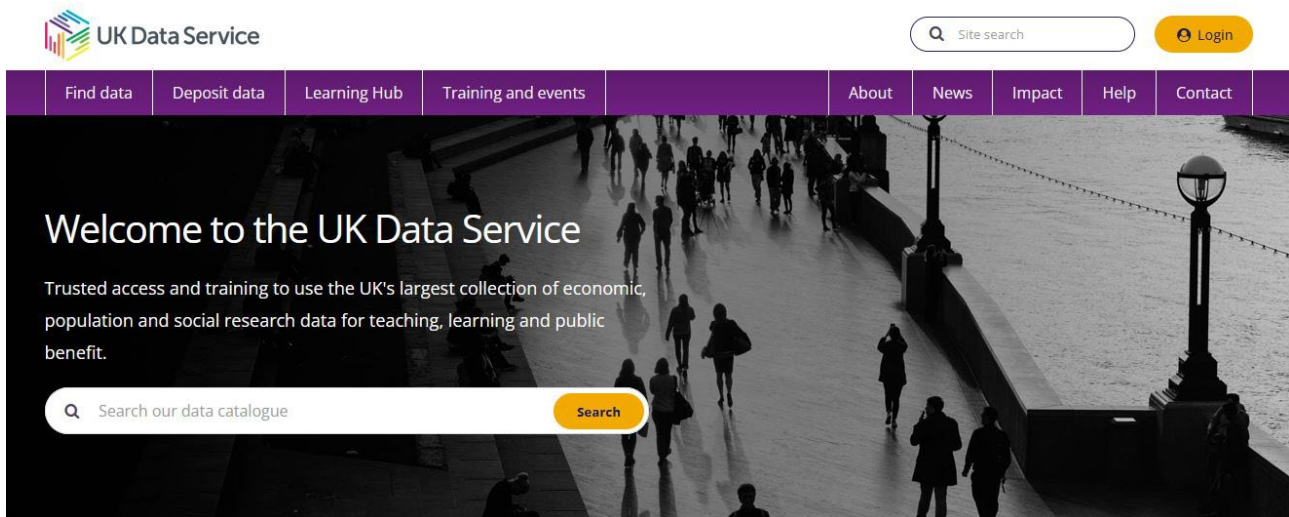 UK Data Service
Site search
Login
Find data
Deposit data
Learning Hub
Training and events
About
News
Impact
Help
Contact
Welcome to the UK Data Service
Trusted access and training to use the UK's largest collection of economic,
population and social research data for teaching, learning and public
benefit.
Search our data catalogue
Search